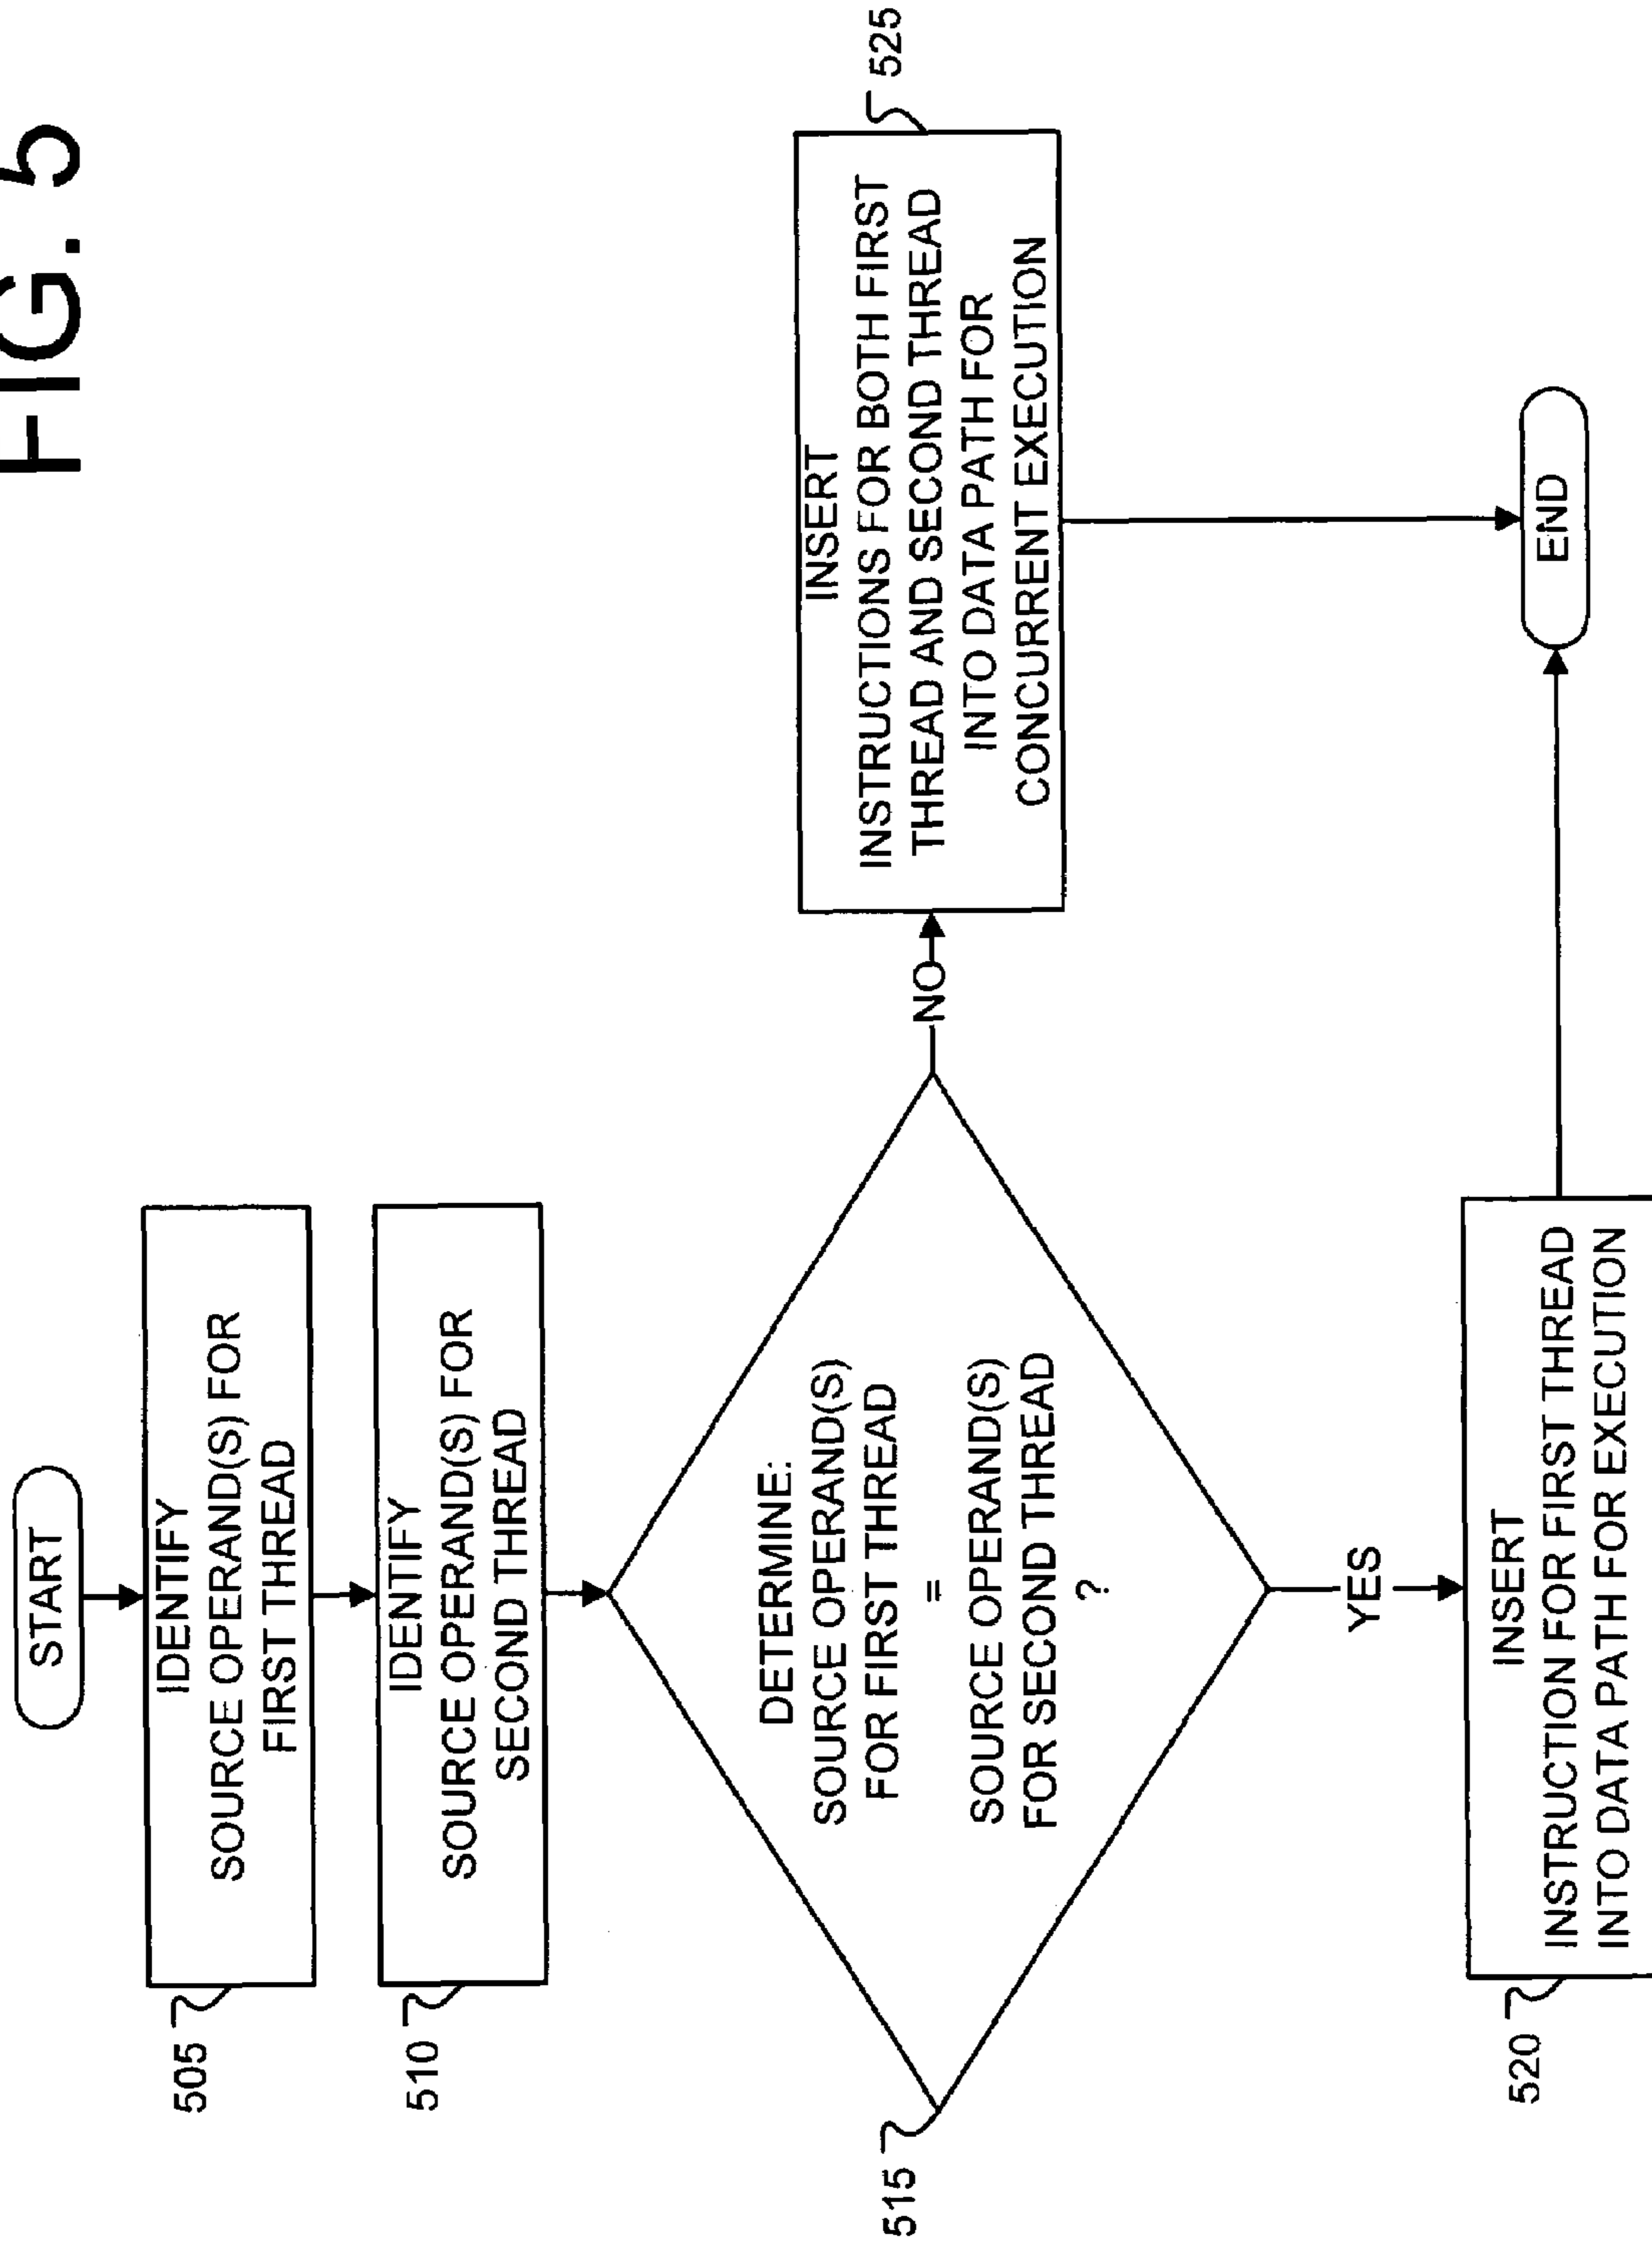 FIG. 5
START
505
IDENTIFY
SOURCE OPERAND(S) FOR
FIRST THREAD
510
IDENTIFY
SOURCE OPERAND(S) FOR
SECOND THREAD
515
DETERMINE:
SOURCE OPERAND(S)
FOR FIRST THREAD
=
SOURCE OPERAND(S)
FOR SECOND THREAD
?
NO
525
INSERT
INSTRUCTIONS FOR BOTH FIRST
THREAD AND SECOND THREAD
INTO DATA PATH FOR
CONCURRENT EXECUTION
YES
520
INSERT
INSTRUCTION FOR FIRST THREAD
INTO DATA PATH FOR EXECUTION
END